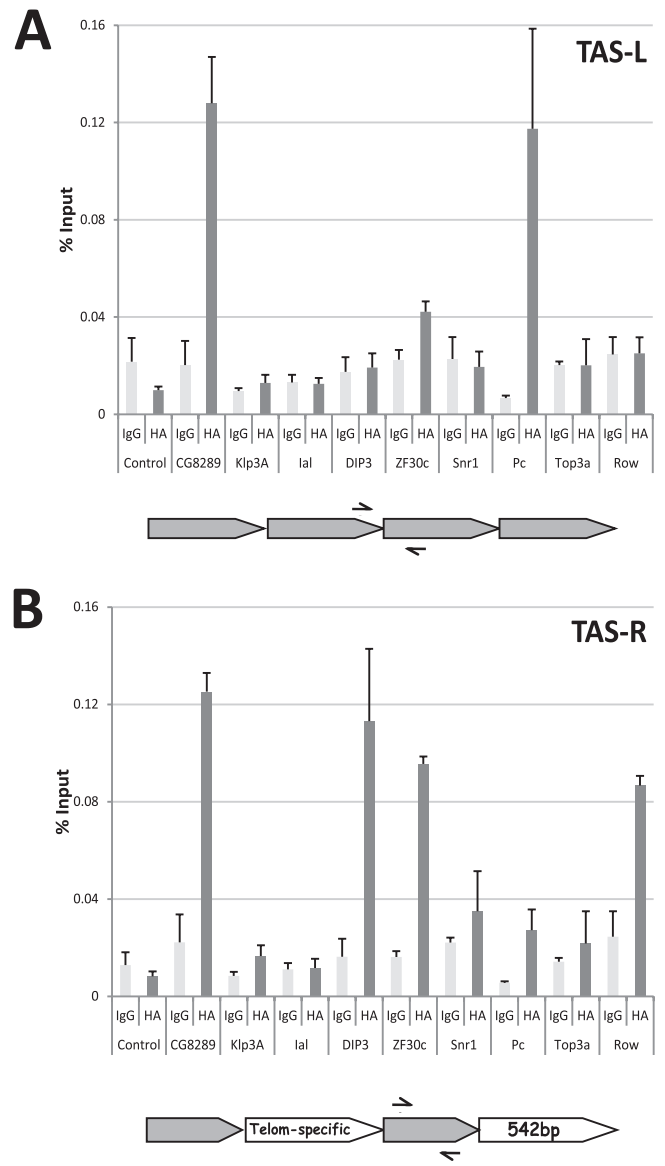 A
TAS-L
% Input
0.16
0.12
0.08
0.04
0
IgG HA IgG HA IgG HA IgG HA IgG HA IgG HA IgG HA IgG HA IgG HA IgG HA
Control CG8289 Klp3A Ial DIP3 ZF30c Snr1 Pc Top3a Row
B
TAS-R
% Input
0.16
0.12
0.08
0.04
0
IgG HA IgG HA IgG HA IgG HA IgG HA IgG HA IgG HA IgG HA IgG HA IgG HA
Control CG8289 Klp3A Ial DIP3 ZF30c Snr1 Pc Top3a Row
Telom-specific 542bp